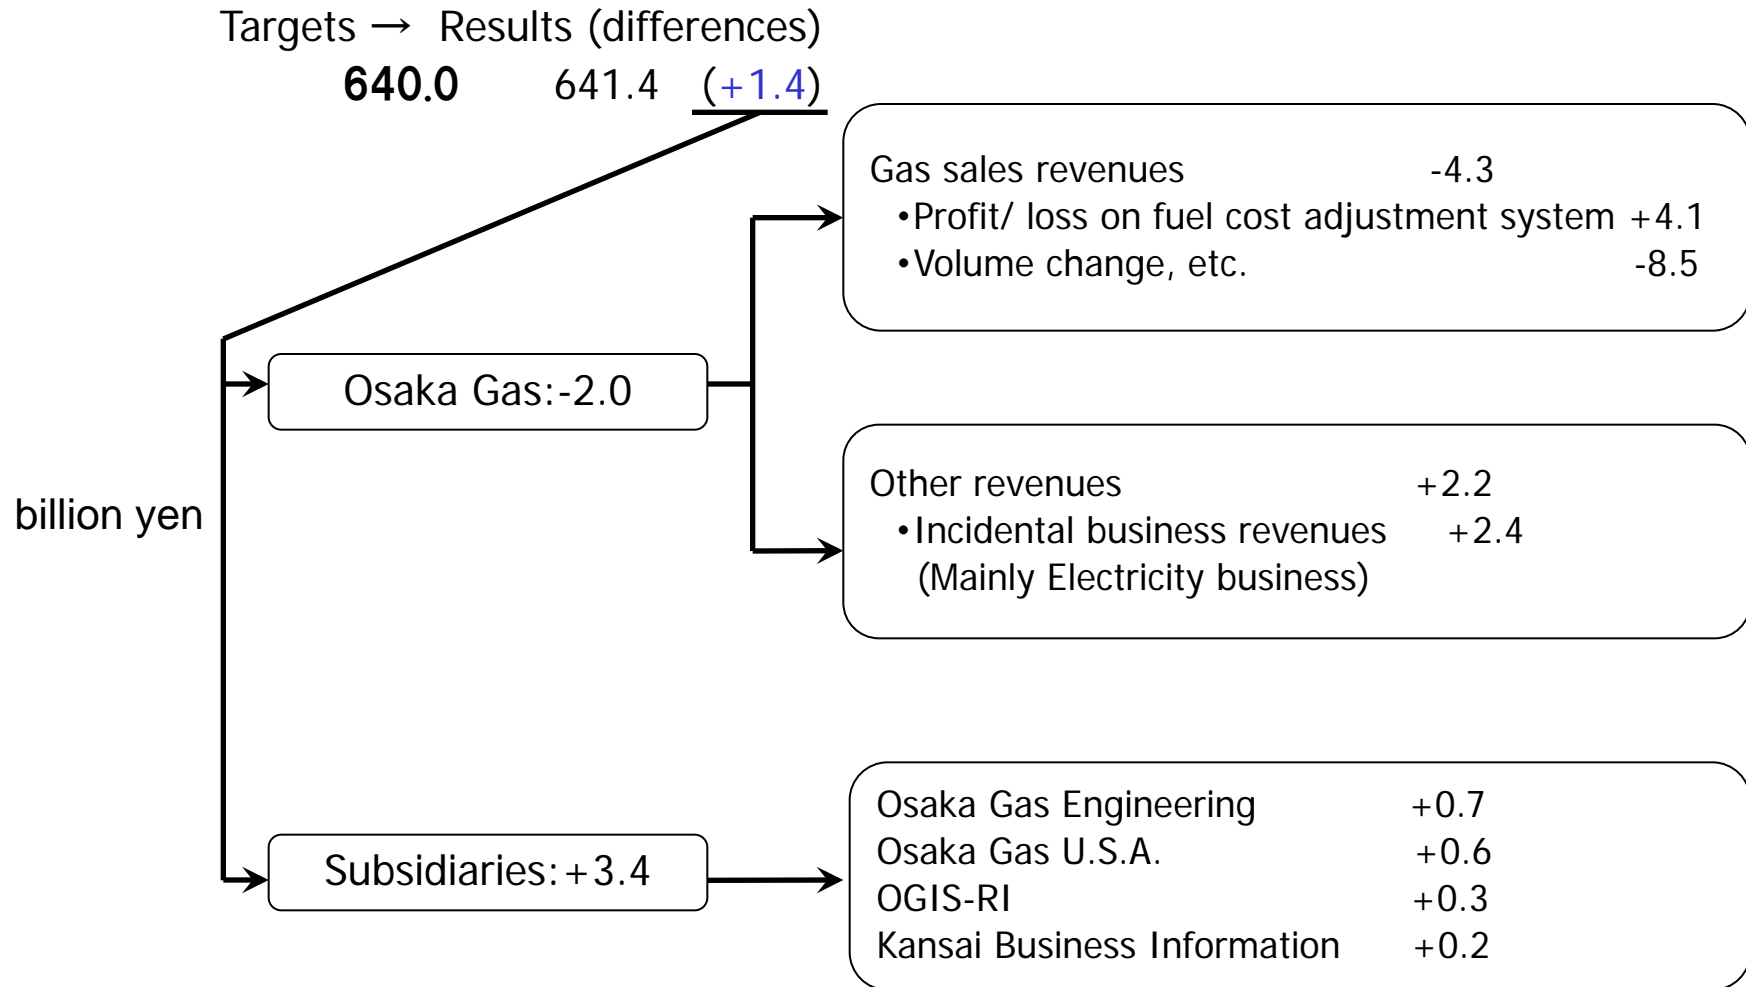 Targets → Results (differences)
640.0 641.4 (+1.4)
Gas sales revenues -4.3
•Profit/ loss on fuel cost adjustment system +4.1
•Volume change, etc. -8.5
Osaka Gas:-2.0
Other revenues +2.2
•Incidental business revenues +2.4
(Mainly Electricity business)
billion yen
Subsidiaries:+3.4
Osaka Gas Engineering +0.7
Osaka Gas U.S.A. +0.6
OGIS-RI +0.3
Kansai Business Information +0.2